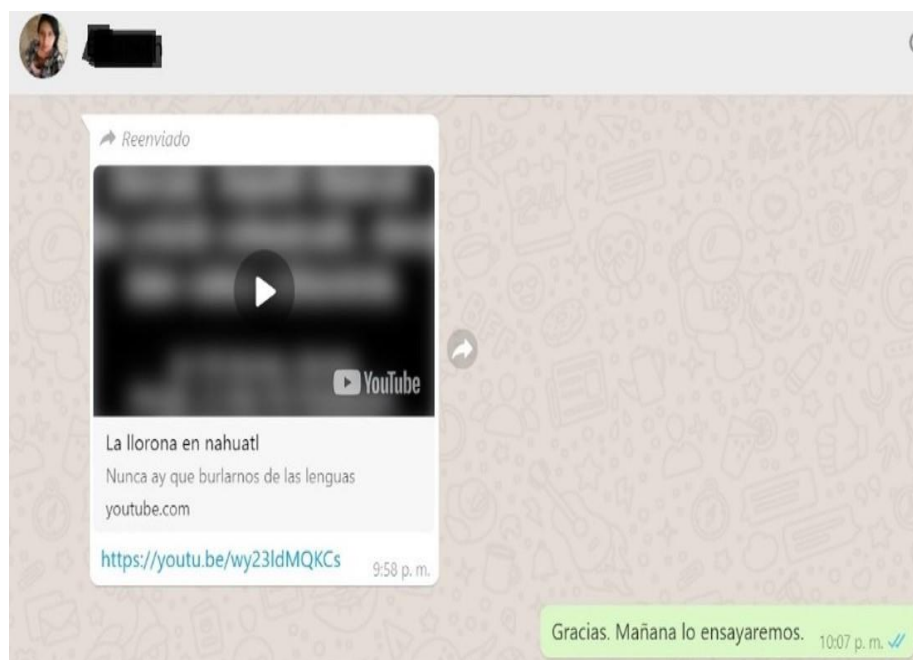 Reenviado
YouTube
La llorona en nahuatl
Nunca ay que burlarnos de las lenguas
youtube.com
https://youtu.be/wy23ldMQKCs
9:58 p. m.
Gracias. Mañana lo ensayaremos.
10:07 p. m.